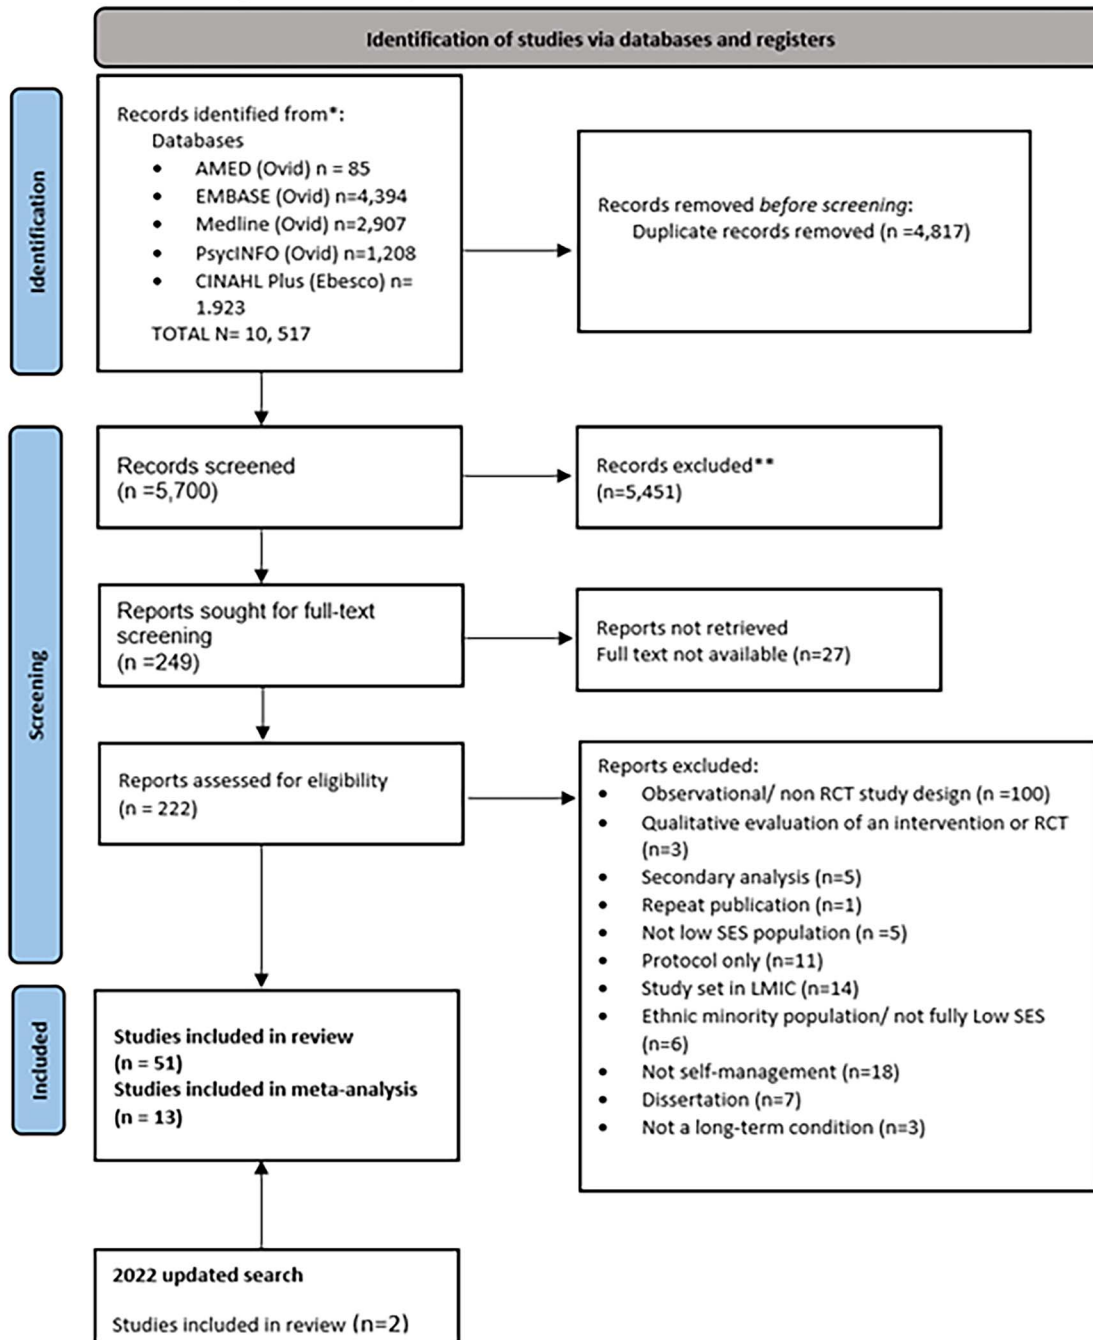 Identification of studies via databases and registers
Identification
Records identified from*:
Databases
• AMED (Ovid) n = 85
• EMBASE (Ovid) n=4,394
• Medline (Ovid) n=2,907
• PsycINFO (Ovid) n=1,208
• CINAHL Plus (Ebesco) n=
1.923
TOTAL N= 10, 517
Records removed before screening:
Duplicate records removed (n =4,817)
Screening
Records screened
(n =5,700)
Records excluded**
(n=5,451)
Reports sought for full-text
screening
(n =249)
Reports not retrieved
Full text not available (n=27)
Reports assessed for eligibility
(n = 222)
Reports excluded:
• Observational/ non RCT study design (n =100)
• Qualitative evaluation of an intervention or RCT
(n=3)
• Secondary analysis (n=5)
• Repeat publication (n=1)
• Not low SES population (n =5)
• Protocol only (n=11)
• Study set in LMIC (n=14)
• Ethnic minority population/ not fully Low SES
(n=6)
• Not self-management (n=18)
• Dissertation (n=7)
• Not a long-term condition (n=3)
Included
Studies included in review
(n = 51)
Studies included in meta-analysis
(n = 13)
2022 updated search
Studies included in review (n=2)